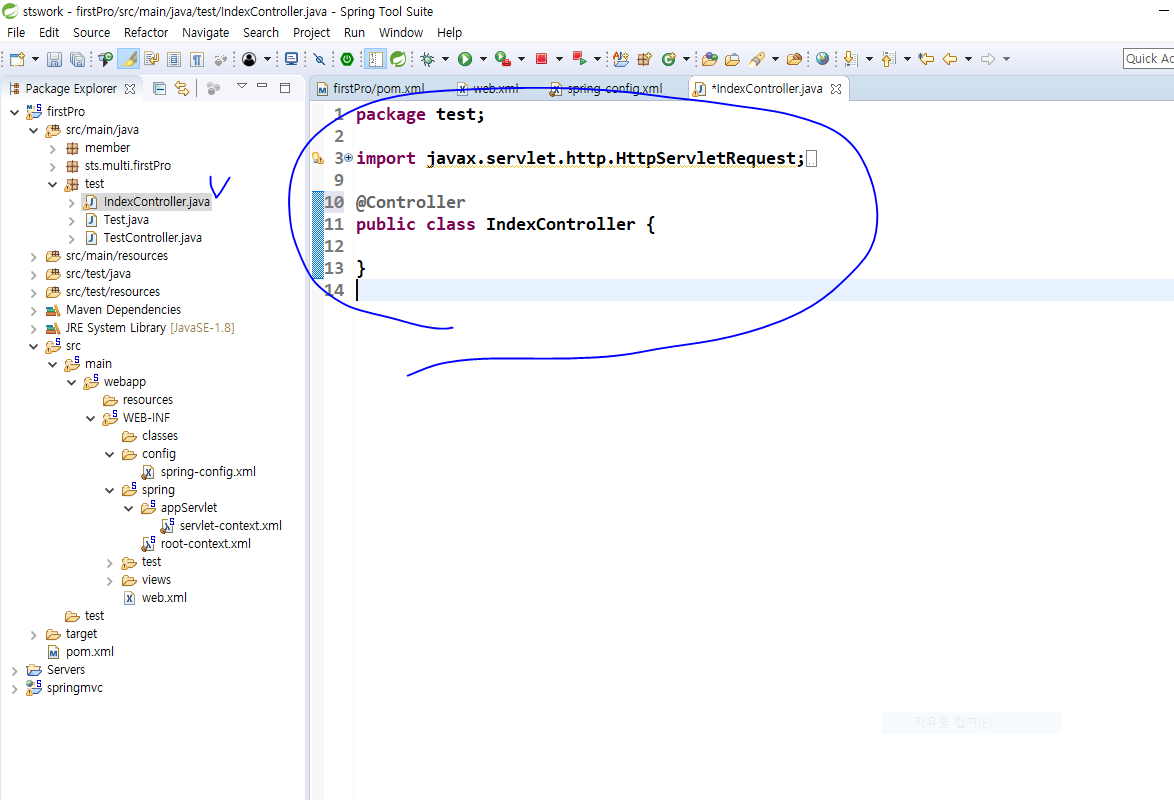 stswork - firstPro/src/main/java/test/IndexController.java - Spring Tool Suite
File Edit Source Refactor Navigate Search Project Run Window Help
Quick Ac
Package Explorer
firstPro/pom.xml web.xml spring-config.xml *IndexController.java
firstPro
src/main/java
member
sts.multi.firstPro
test
IndexController.java
Test.java
TestController.java
src/main/resources
src/test/java
src/test/resources
Maven Dependencies
JRE System Library [JavaSE-1.8]
src
main
webapp
resources
WEB-INF
classes
config
spring-config.xml
spring
appServlet
servlet-context.xml
root-context.xml
test
views
web.xml
test
target
pom.xml
Servers
springmvc
1 package test;
2
3 import javax.servlet.http.HttpServletRequest;
9
10 @Controller
11 public class IndexController {
12
13 }
14
자유형 캡처(F)